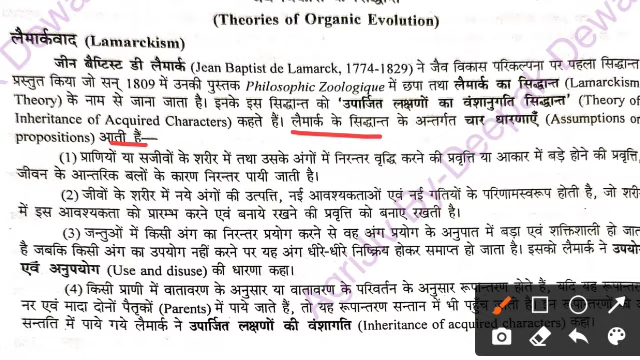 (Theories of Organic Evolution)
लैमार्कवाद (Lamarckism)
जीन बैप्टिस्ट डी लैमार्क (Jean Baptist de Lamarck, 1774-1829) ने जैव विकास परिकल्पना पर पहला सिद्धान्त
प्रस्तुत किया जो सन् 1809 में उनकी पुस्तक Philosophic Zoologique में छपा तथा लैमार्क का सिद्धान्त (Lamarckism
Theory) के नाम से जाना जाता है। इनके इस सिद्धान्त को 'उपार्जित लक्षणों का वंशानुगति सिद्धान्त' (Theory of
Inheritance of Acquired Characters) कहते हैं। लैमार्क के सिद्धान्त के अन्तर्गत चार धारणाएँ (Assumptions or
propositions) आती हैं—
(1) प्राणियों या सजीवों के शरीर में तथा उसके अंगों में निरन्तर वृद्धि करने की प्रवृत्ति या आकार में बड़े होने की प्रवृत्ति,
जीवन के आन्तरिक बलों के कारण निरन्तर पायी जाती है।
(2) जीवों के शरीर में नये अंगों की उत्पत्ति, नई आवश्यकताओं एवं नई गतियों के परिणामस्वरूप होती है, जो शरी
में इस आवश्यकता को प्रारम्भ करने एवं बनाये रखने की प्रवृत्ति को बनाए रखती है।
(3) जन्तुओं में किसी अंग का निरन्तर प्रयोग करने से वह अंग प्रयोग के अनुपात में बड़ा एवं शक्तिशाली हो जात
है जबकि किसी अंग का उपयोग नहीं करने पर यह अंग धीरे-धीरे निष्क्रिय होकर समाप्त हो जाता है। इसको लैमार्क ने उपयो
एवं अनुपयोग (Use and disuse) की धारणा कहा।
(4) किसी प्राणी में वातावरण के अनुसार या वातावरण के परिवर्तन के अनुसार रूपान्तरण होते हैं, यदि यह रूपान्तर
नर एवं मादा दोनों पैतृकों (Parents) में पाये जाते हैं, तो यह रूपान्तरण सन्तान में भी पहुँच जाता है। इन
सन्तति में पाये गये लैमार्क ने उपार्जित लक्षणों की वंशागति (Inheritance of acquired characters) कहा।